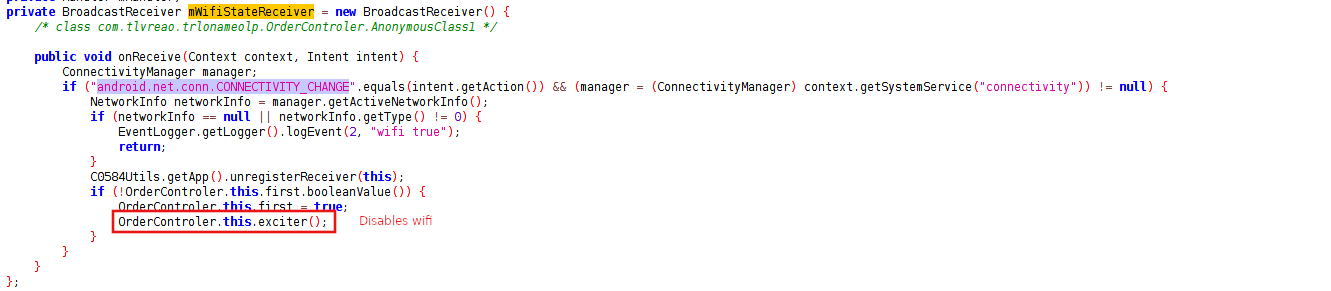 private BroadcastReceiver mWifiStateReceiver = new BroadcastReceiver() {
/* class com.tlvreao.trlonameolp.OrderControler.AnonymousClass1 */
public void onReceive(Context context, Intent intent) {
ConnectivityManager manager;
if ("android.net.conn.CONNECTIVITY_CHANGE".equals(intent.getAction()) && (manager = (ConnectivityManager) context.getSystemService("connectivity")) != null) {
NetworkInfo networkInfo = manager.getActiveNetworkInfo();
if (networkInfo == null || networkInfo.getType() != 0) {
EventLogger.getLogger().logEvent(2, "wifi true");
return;
}
C0584Utils.getApp().unregisterReceiver(this);
if (!OrderControler.this.first.booleanValue()) {
OrderControler.this.first = true;
OrderControler.this.exciter(); Disables wifi
}
}
}
};